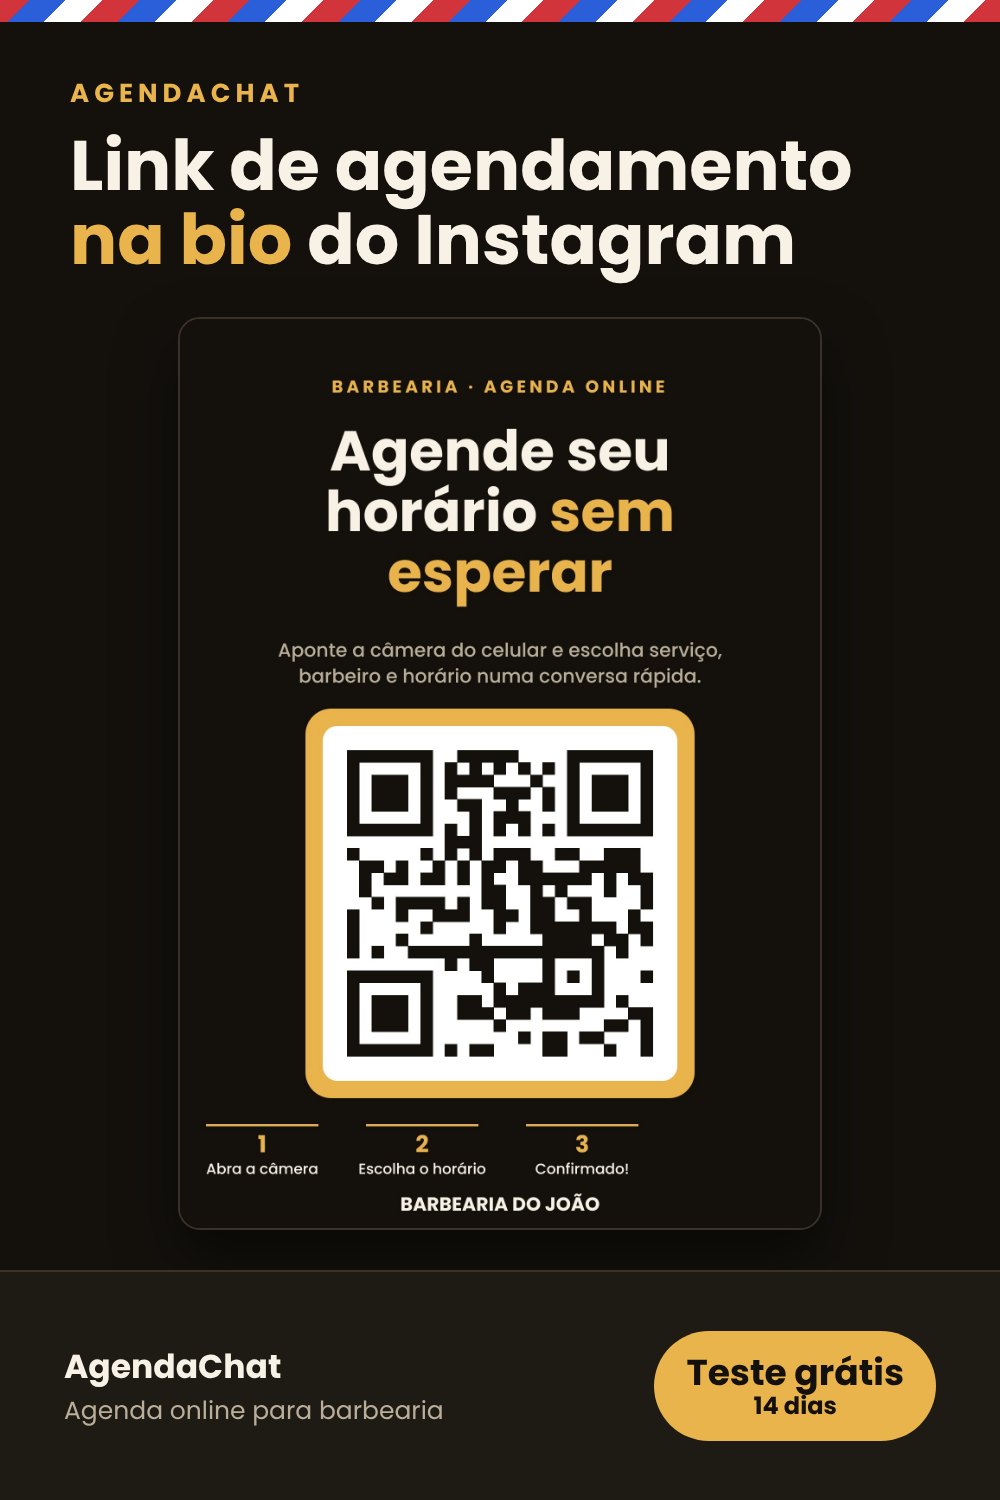 AGENDACHAT
Link de agendamento
na bio do Instagram
BARBEARIA · AGENDA ONLINE
Agende seu
horário sem
esperar
Aponte a câmera do celular e escolha serviço,
barbeiro e horário numa conversa rápida.
1
Abra a câmera
2
Escolha o horário
3
Confirmado!
BARBEARIA DO JOÃO
AgendaChat
Agenda online para barbearia
Teste grátis
14 dias